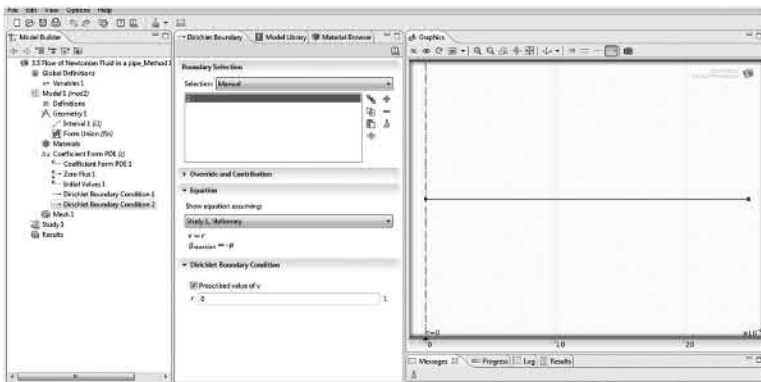 File Edit View Options Help
Model Builder
3.5 Flow of Newtonian Fluid in a pipe_Method
Global Definitions
Variables 1
Model 1 (mod2)
Definitions
Geometry 1
Interval 1 (i1)
Form Union (fin)
Materials
Coefficient Form PDE (c)
Coefficient Form PDE 1
Zero Flux 1
Initial Values 1
Dirichlet Boundary Condition 1
Dirichlet Boundary Condition 2
Mesh 1
Study 3
Results
Dirichlet Boundary Model Library Material Browser
Boundary Selection
Selection: Manual
Override and Contribution
Equation
Show equation assuming:
Study 3, Stationary
Dirichlet Boundary Condition
Prescribed value of v
r 0 1
Graphics
r=0
0 10 20
Messages Progress Log Results